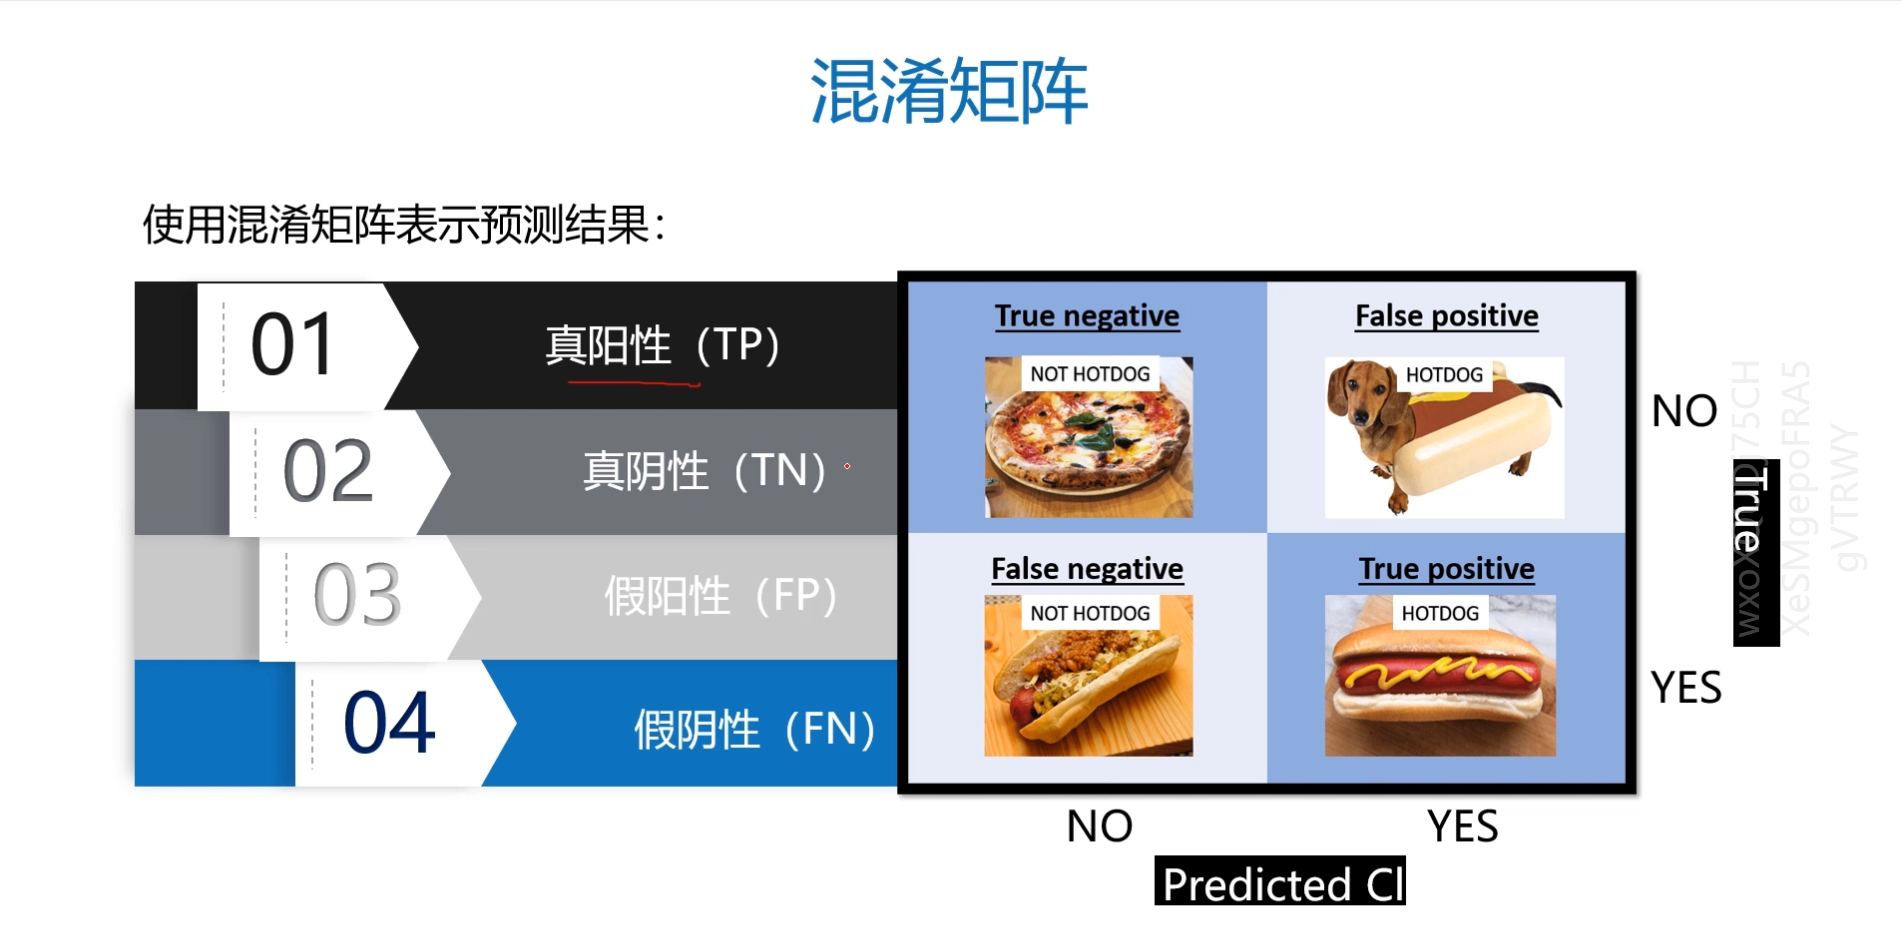 混淆矩阵
使用混淆矩阵表示预测结果：
01
真阳性（TP）
02
真阴性（TN）
03
假阳性（FP）
04
假阴性（FN）
True negative
NOT HOTDOG
False positive
HOTDOG
False negative
NOT HOTDOG
True positive
HOTDOG
NO
YES
True
NO
YES
Predicted Cl
XeSMgepoFRA5
gVTRWY